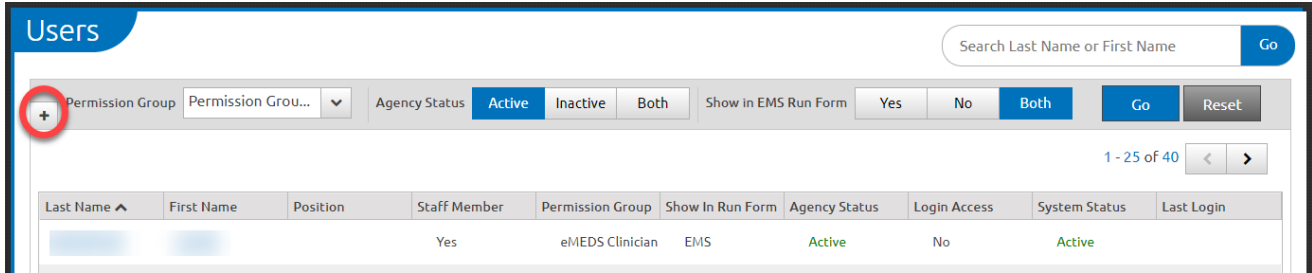 Users
Search Last Name or First Name Go
+ Permission Group Permission Grou... Agency Status Active Inactive Both Show in EMS Run Form Yes No Both Go Reset
1 - 25 of 40 < >
Last Name First Name Position Staff Member Permission Group Show In Run Form Agency Status Login Access System Status Last Login
Yes eMEDS Clinician EMS Active No Active